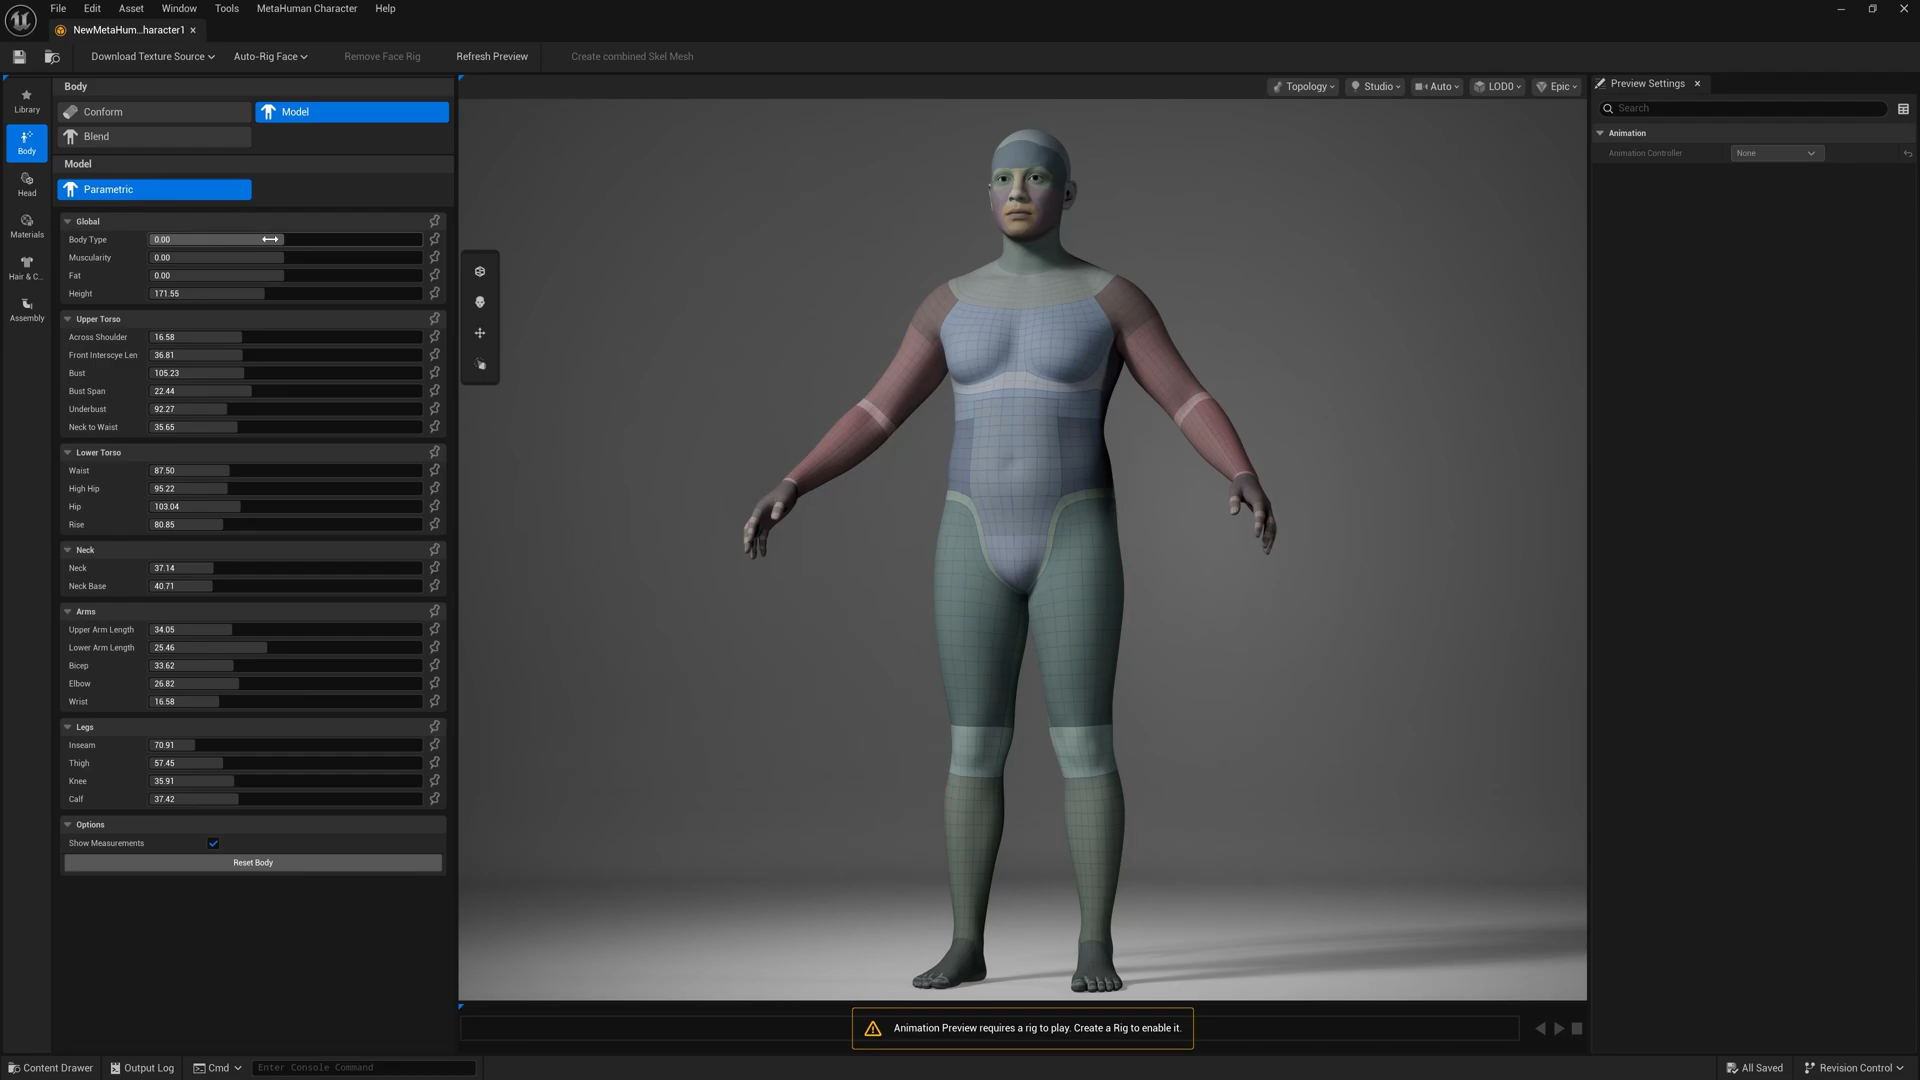 File Edit Asset Window Tools MetaHuman Character Help
NewMetaHum...haracter1
Download Texture Source Auto-Rig Face Remove Face Rig Refresh Preview Create combined Skel Mesh
Library
Body
Head
Materials
Hair & C...
Assembly
Body
Conform
Model
Blend
Model
Parametric
Global
Body Type 0.00
Muscularity 0.00
Fat 0.00
Height 171.55
Upper Torso
Across Shoulder 16.58
Front Interscye Len 36.81
Bust 105.23
Bust Span 22.44
Underbust 92.27
Neck to Waist 35.65
Lower Torso
Waist 87.50
High Hip 95.22
Hip 103.04
Rise 80.85
Neck
Neck 37.14
Neck Base 40.71
Arms
Upper Arm Length 34.05
Lower Arm Length 25.46
Bicep 33.62
Elbow 26.82
Wrist 16.58
Legs
Inseam 70.91
Thigh 57.45
Knee 35.91
Calf 37.42
Options
Show Measurements
Reset Body
Topology Studio Auto LOD0 Epic
Animation Preview requires a rig to play. Create a Rig to enable it.
Preview Settings
Search
Animation
Animation Controller None
Content Drawer Output Log Cmd Enter Console Command All Saved Revision Control